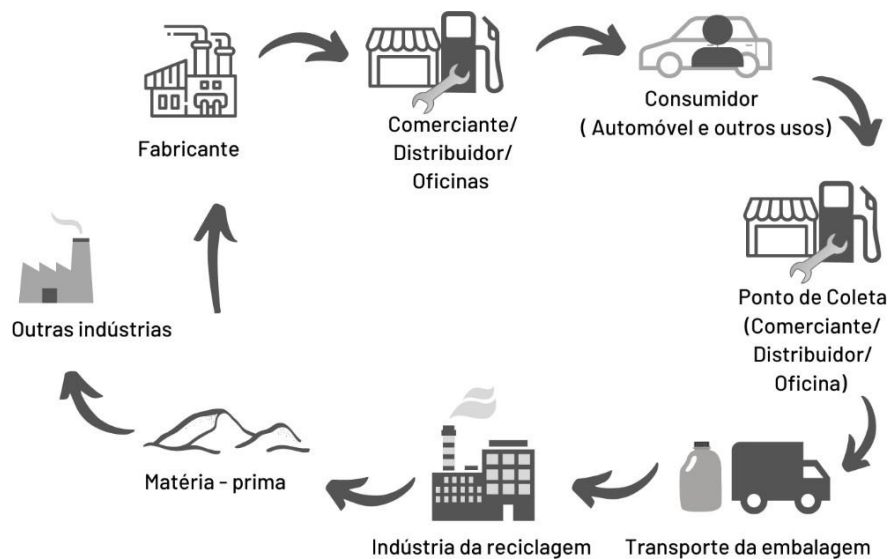 Fabricante
Comerciante/
Distribuidor/
Oficinas
Consumidor
( Automóvel e outros usos)
Ponto de Coleta
(Comerciante/
Distribuidor/
Oficina)
Transporte da embalagem
Indústria da reciclagem
Matéria - prima
Outras indústrias